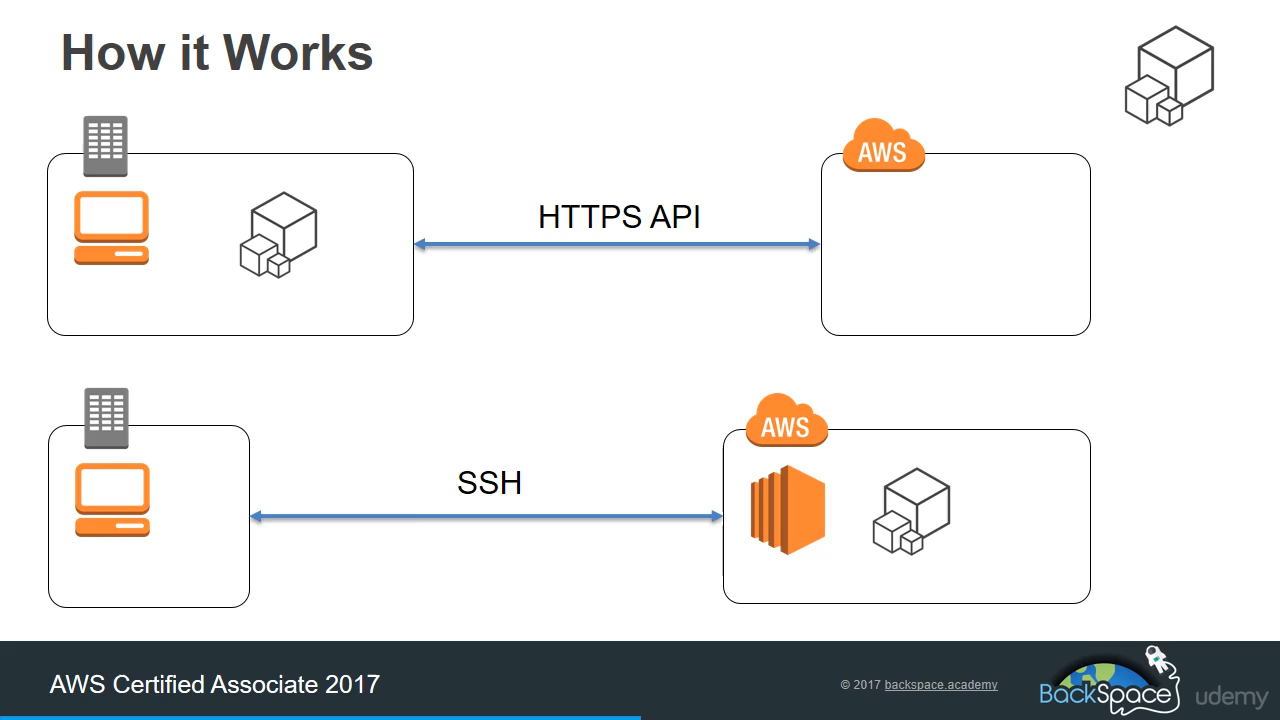 How it Works
AWS
HTTPS API
AWS
SSH
AWS Certified Associate 2017
© 2017 backspace.academy
BackSpace
udemy